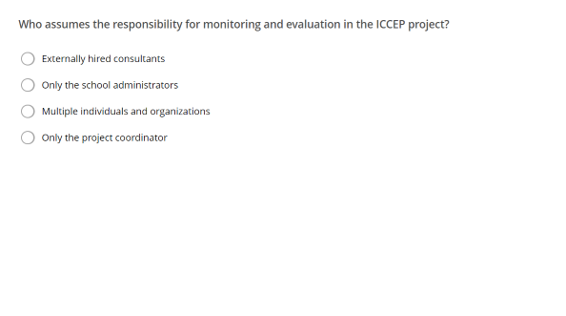 Who assumes the responsibility for monitoring and evaluation in the ICCEP project?
Externally hired consultants
Only the school administrators
Multiple individuals and organizations
Only the project coordinator